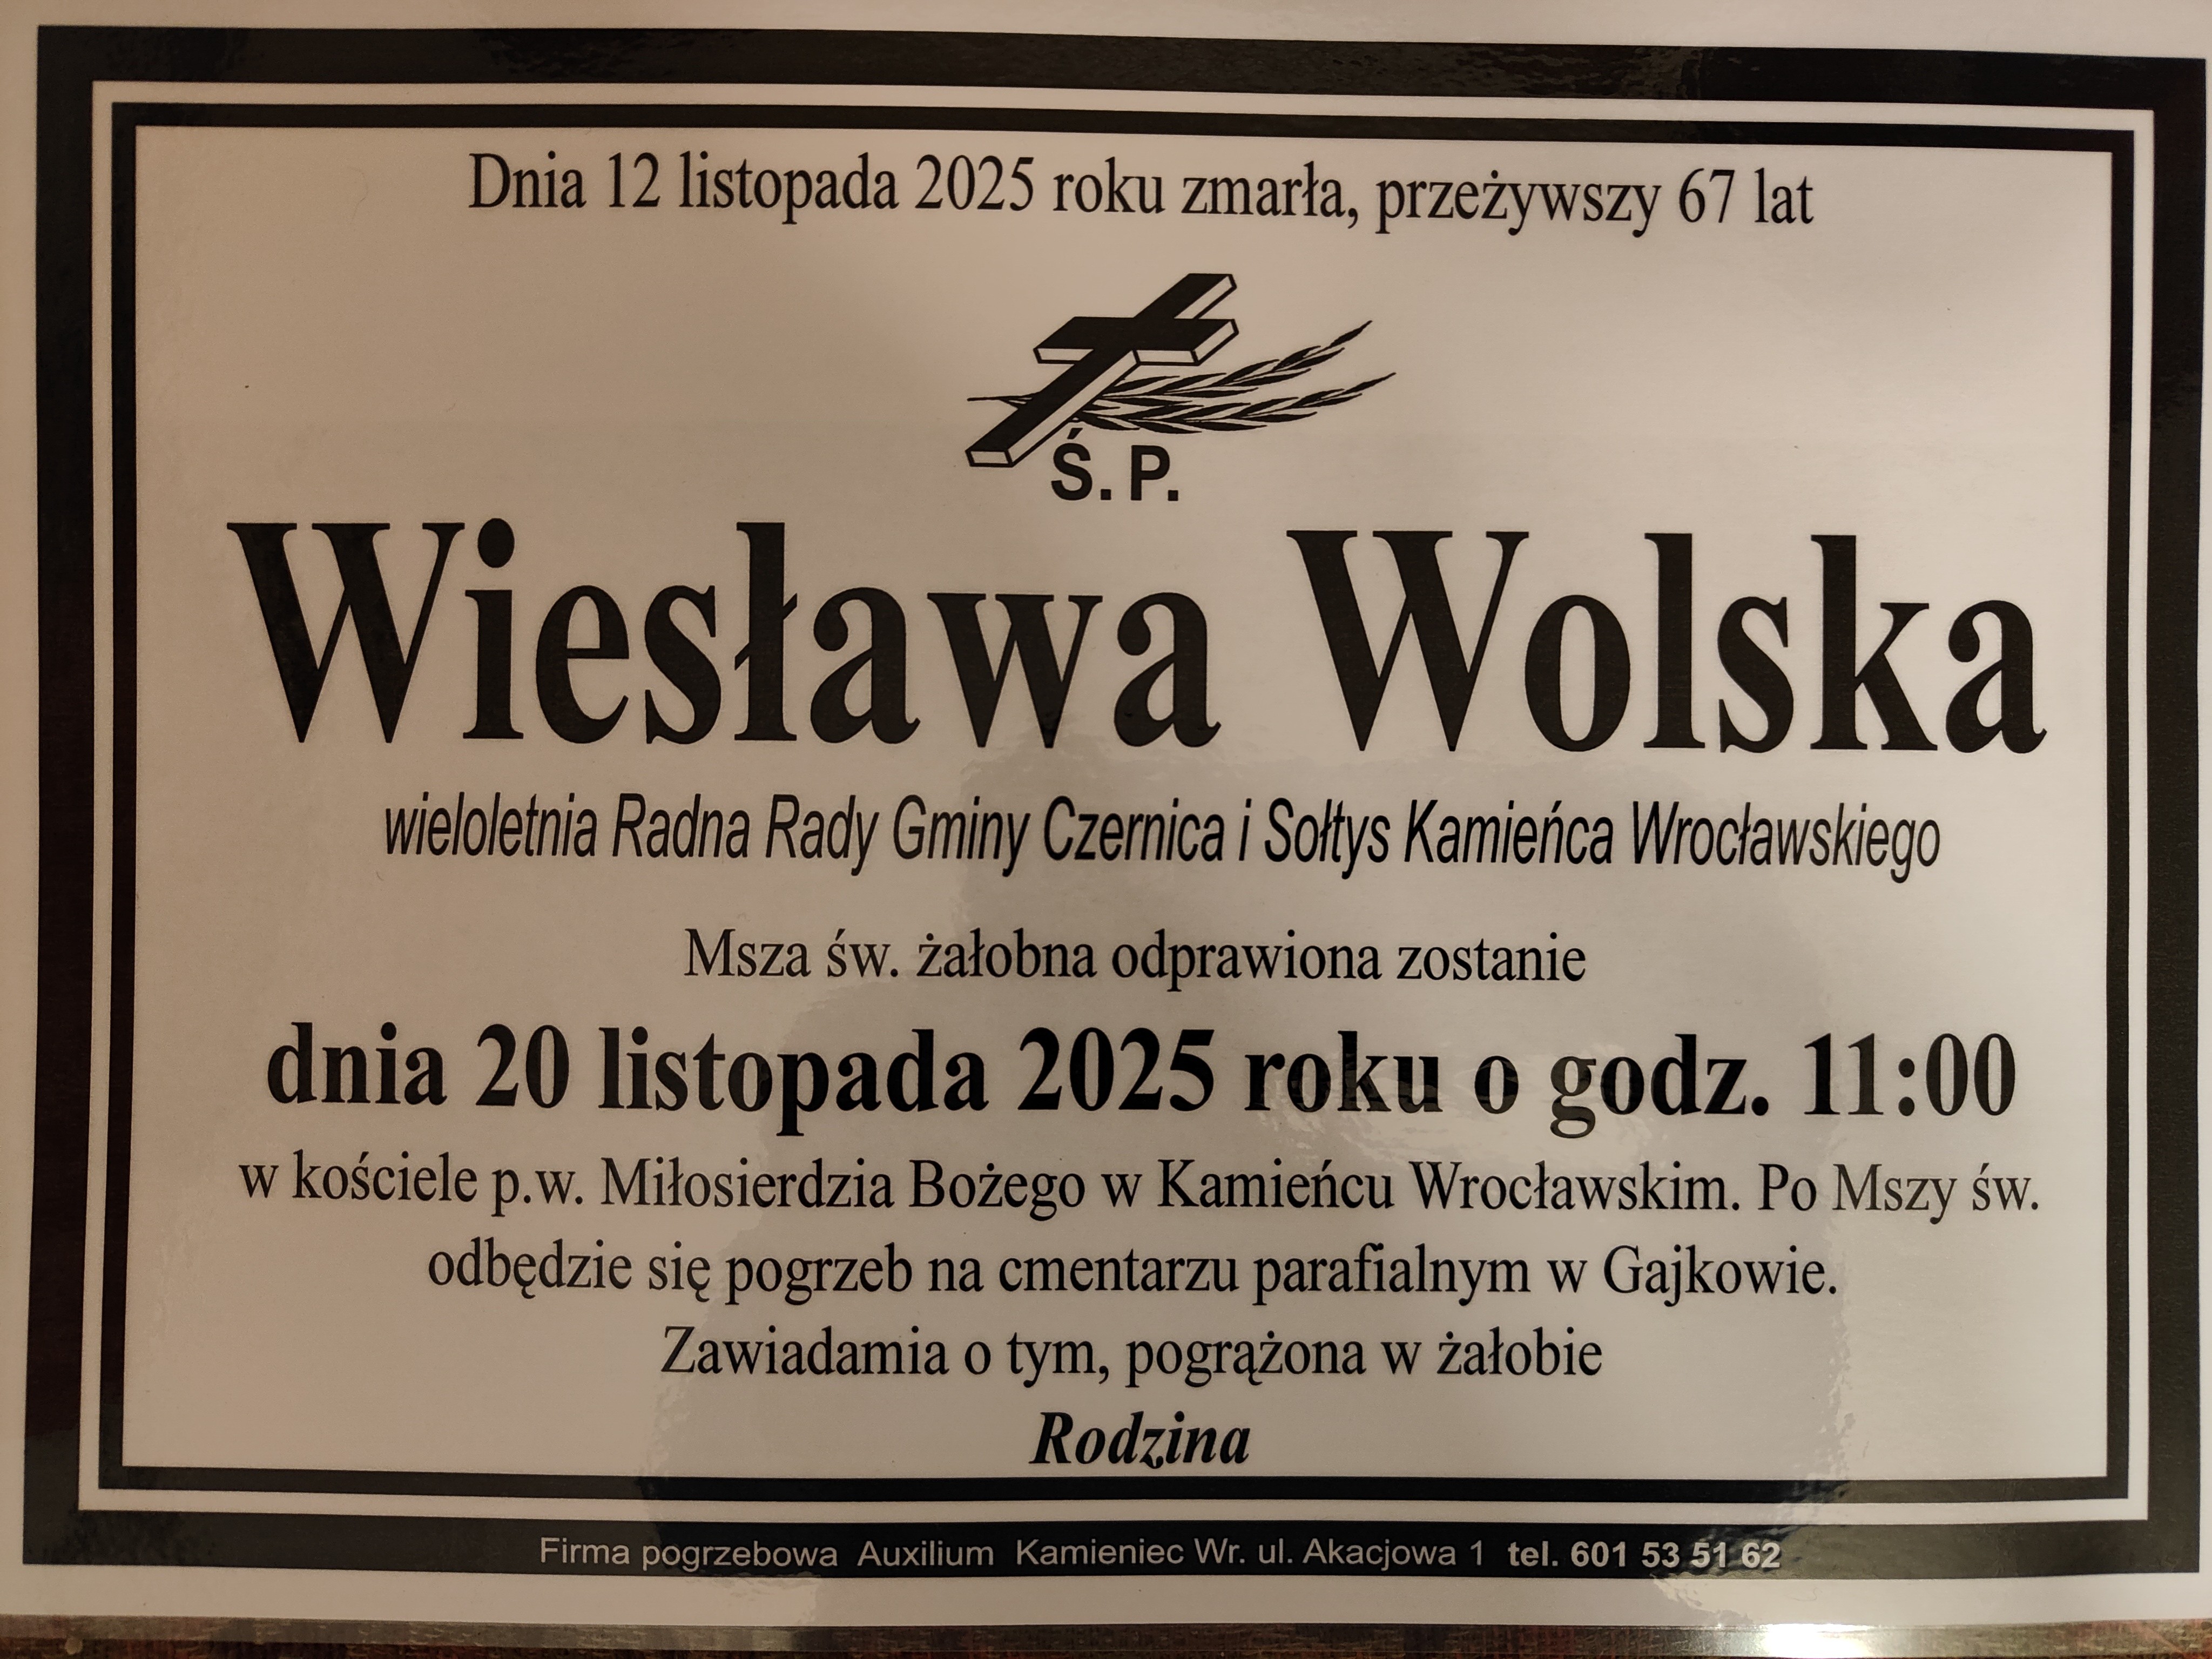 Dnia 12 listopada 2025 roku zmarła, przeżywszy 67 lat
Ś. P.
Wiesława Wolska
wieloletnia Radna Rady Gminy Czernica i Sołtys Kamieńca Wrocławskiego
Msza św. żałobna odprawiona zostanie
dnia 20 listopada 2025 roku o godz. 11:00
w kościele p.w. Miłosierdzia Bożego w Kamieńcu Wrocławskim. Po Mszy św.
odbędzie się pogrzeb na cmentarzu parafialnym w Gajkowie.
Zawiadamia o tym, pogrążona w żałobie
Rodzina
Firma pogrzebowa Auxilium Kamieniec Wr. ul. Akacjowa 1 tel. 601 53 51 62